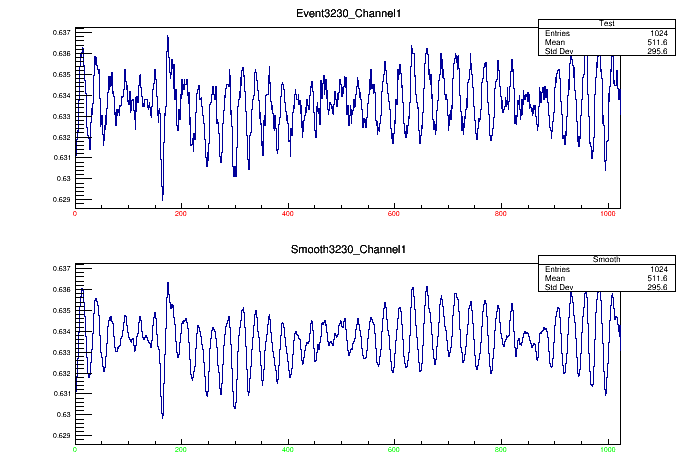 Event3230_Channel1
Test
Entries 1024
Mean 511.6
Std Dev 295.6
0.637
0.636
0.635
0.634
0.633
0.632
0.631
0.63
0.629
0 200 400 600 800 1000
Smooth3230_Channel1
Smooth
Entries 1024
Mean 511.6
Std Dev 295.6
0.637
0.636
0.635
0.634
0.633
0.632
0.631
0.63
0.629
0 200 400 600 800 1000